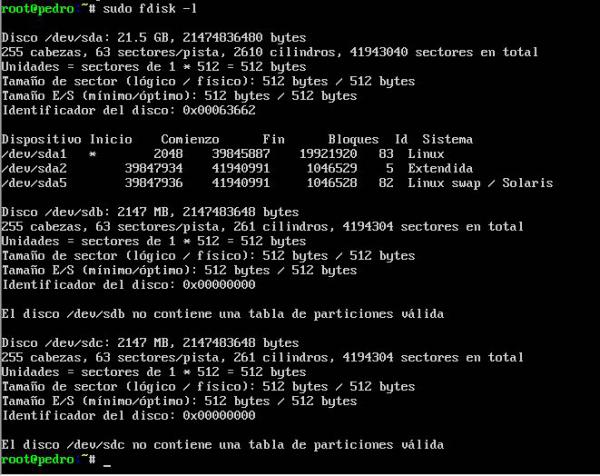 root@pedro:~# sudo fdisk -l
Disco /dev/sda: 21.5 GB, 21474836480 bytes
255 cabezas, 63 sectores/pista, 2610 cilindros, 41943040 sectores en total
Unidades = sectores de 1 * 512 = 512 bytes
Tamaño de sector (lógico / físico): 512 bytes / 512 bytes
Tamaño E/S (mínimo/óptimo): 512 bytes / 512 bytes
Identificador del disco: 0x00063662
Dispositivo Inicio Comienzo Fin Bloques Id Sistema
/dev/sda1 * 2048 39845887 19921920 83 Linux
/dev/sda2 39847934 41940991 1046529 5 Extendida
/dev/sda5 39847936 41940991 1046528 82 Linux swap / Solaris
Disco /dev/sdb: 2147 MB, 2147483648 bytes
255 cabezas, 63 sectores/pista, 261 cilindros, 4194304 sectores en total
Unidades = sectores de 1 * 512 = 512 bytes
Tamaño de sector (lógico / físico): 512 bytes / 512 bytes
Tamaño E/S (mínimo/óptimo): 512 bytes / 512 bytes
Identificador del disco: 0x00000000
El disco /dev/sdb no contiene una tabla de particiones válida
Disco /dev/sdc: 2147 MB, 2147483648 bytes
255 cabezas, 63 sectores/pista, 261 cilindros, 4194304 sectores en total
Unidades = sectores de 1 * 512 = 512 bytes
Tamaño de sector (lógico / físico): 512 bytes / 512 bytes
Tamaño E/S (mínimo/óptimo): 512 bytes / 512 bytes
Identificador del disco: 0x00000000
El disco /dev/sdc no contiene una tabla de particiones válida
root@pedro:~# _